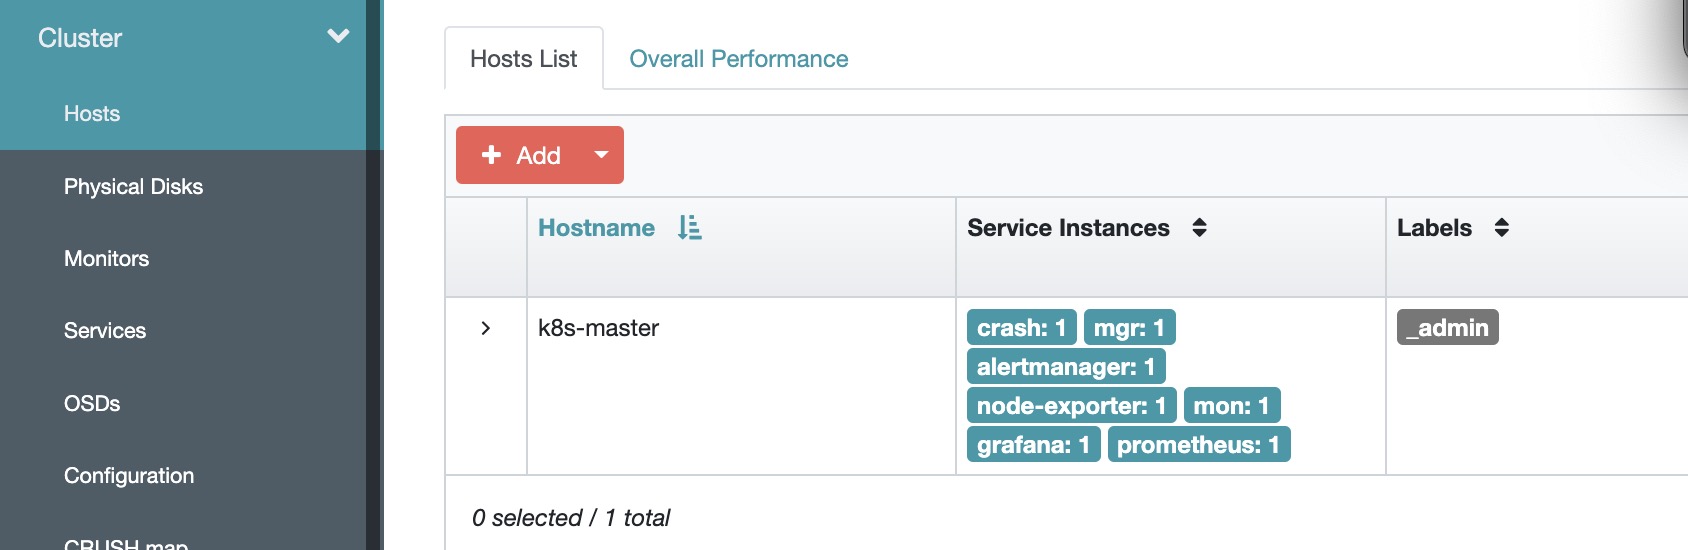 Cluster
Hosts
Physical Disks
Monitors
Services
OSDs
Configuration
CRUSH map
Hosts List
Overall Performance
Add
Hostname Service Instances Labels
k8s-master
crash: 1 mgr: 1
alertmanager: 1
node-exporter: 1 mon: 1
grafana: 1 prometheus: 1
_admin
0 selected / 1 total